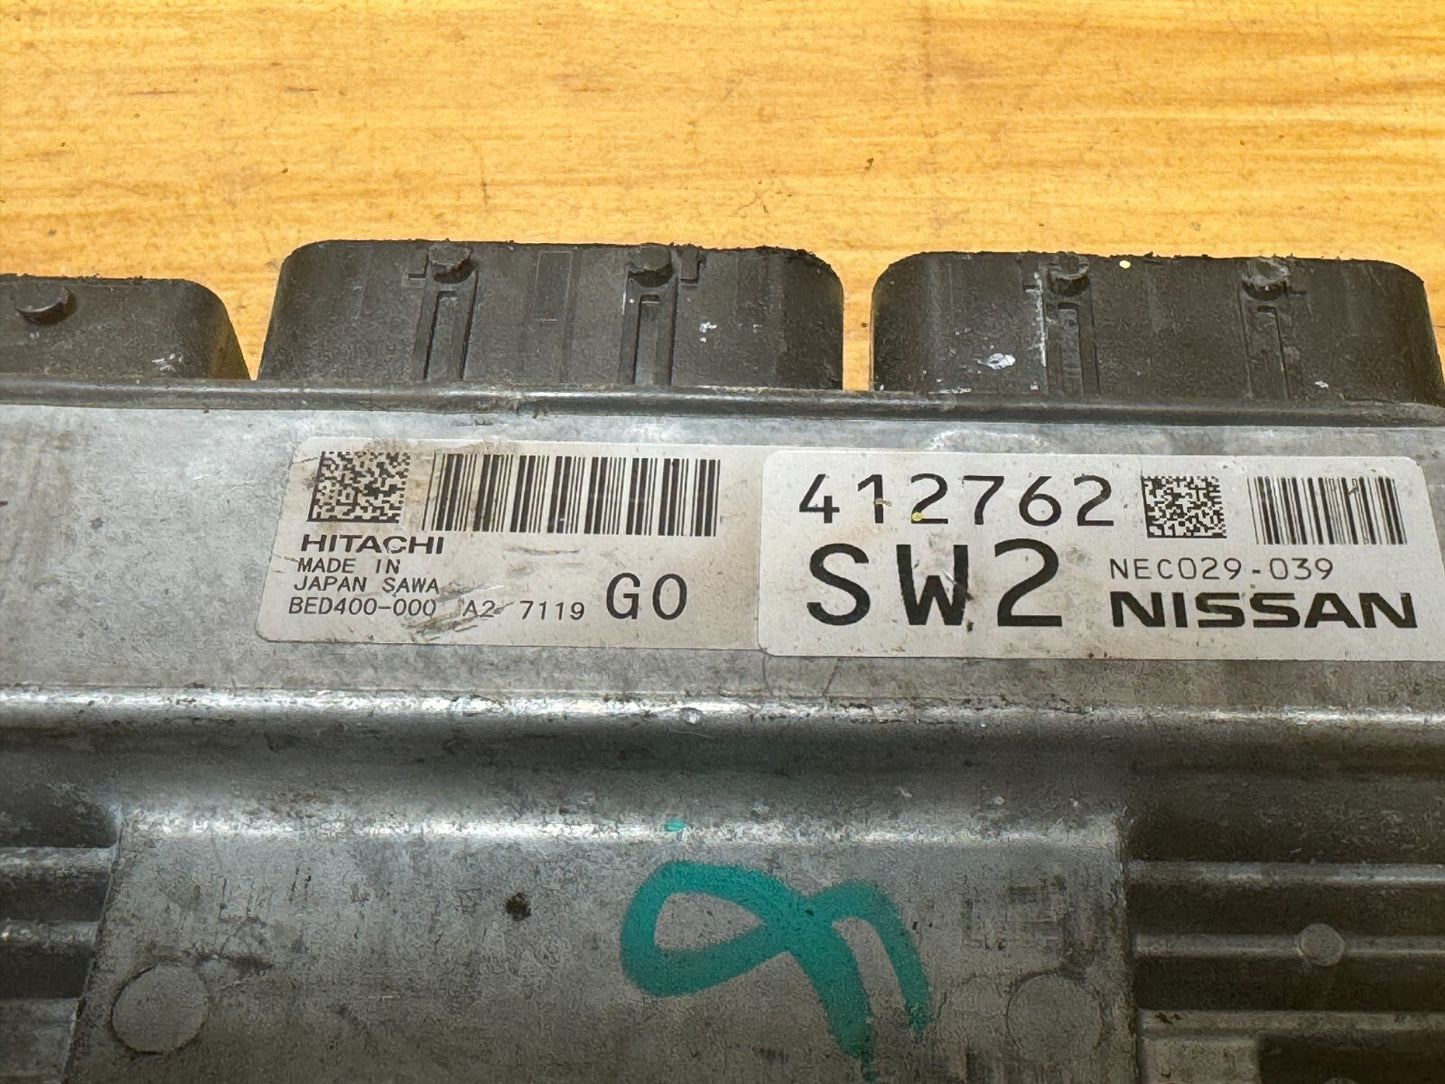 HITACHI
MADE IN
JAPAN SAWA
BED400-000 A2 7119 G0
412762
SW2
NEC029-039
NISSAN